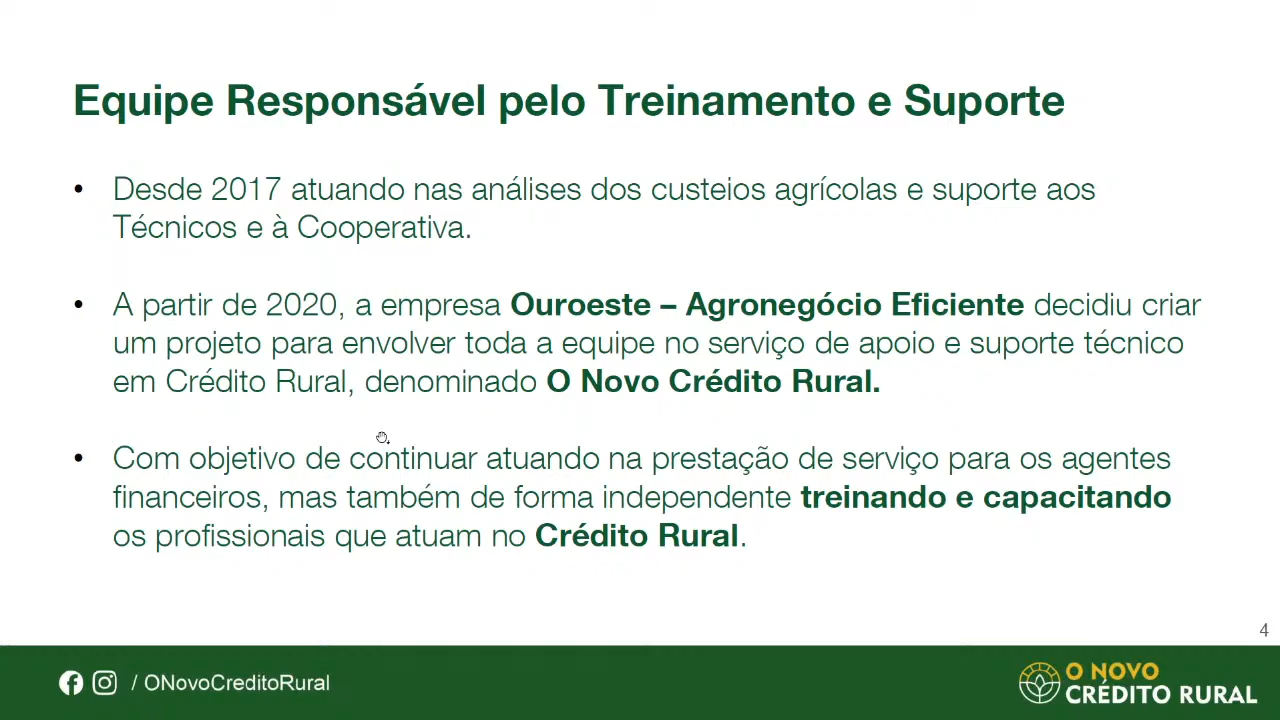 Equipe Responsável pelo Treinamento e Suporte
• Desde 2017 atuando nas análises dos custeios agrícolas e suporte aos
Técnicos e à Cooperativa.
• A partir de 2020, a empresa Ouroeste – Agronegócio Eficiente decidiu criar
um projeto para envolver toda a equipe no serviço de apoio e suporte técnico
em Crédito Rural, denominado O Novo Crédito Rural.
• Com objetivo de continuar atuando na prestação de serviço para os agentes
financeiros, mas também de forma independente treinando e capacitando
os profissionais que atuam no Crédito Rural.
4
/ ONovoCreditoRural
O NOVO
CRÉDITO RURAL